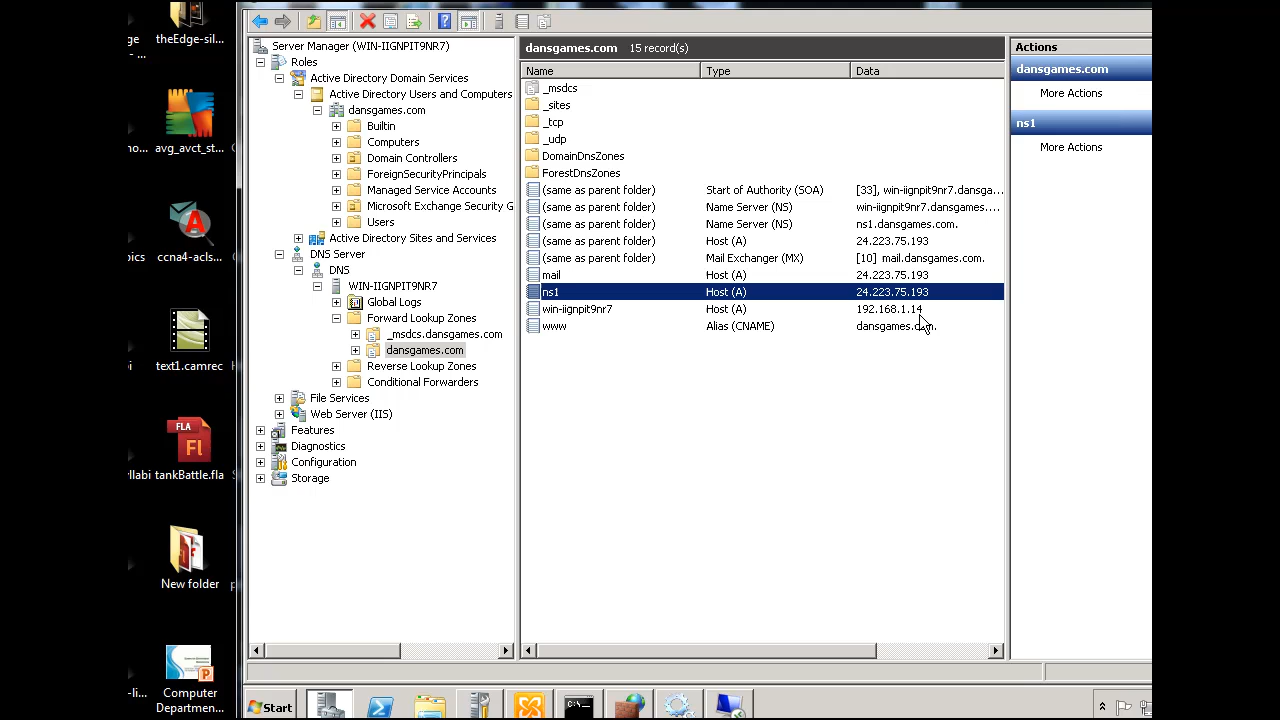 ge
- ...
theEdge-sil...
no...
avg_avct_st...
pics
ccna4-acls...
text1.camrec
FLA
Fl
yllabi
tankBattle.fla
New folder
-li...
Computer
Departmen...
Server Manager (WIN-IIGNPIT9NR7)
Roles
Active Directory Domain Services
Active Directory Users and Computers
dansgames.com
Builtin
Computers
Domain Controllers
ForeignSecurityPrincipals
Managed Service Accounts
Microsoft Exchange Security G
Users
Active Directory Sites and Services
DNS Server
DNS
WIN-IIGNPIT9NR7
Global Logs
Forward Lookup Zones
_msdcs.dansgames.com
dansgames.com
Reverse Lookup Zones
Conditional Forwarders
File Services
Web Server (IIS)
Features
Diagnostics
Configuration
Storage
dansgames.com 15 record(s)
Name Type Data
_msdcs
_sites
_tcp
_udp
DomainDnsZones
ForestDnsZones
(same as parent folder) Start of Authority (SOA) [33], win-iignpit9nr7.dansga...
(same as parent folder) Name Server (NS) win-iignpit9nr7.dansgames....
(same as parent folder) Name Server (NS) ns1.dansgames.com.
(same as parent folder) Host (A) 24.223.75.193
(same as parent folder) Mail Exchanger (MX) [10] mail.dansgames.com.
mail Host (A) 24.223.75.193
ns1 Host (A) 24.223.75.193
win-iignpit9nr7 Host (A) 192.168.1.14
www Alias (CNAME) dansgames.com.
Actions
dansgames.com
More Actions
ns1
More Actions
Start